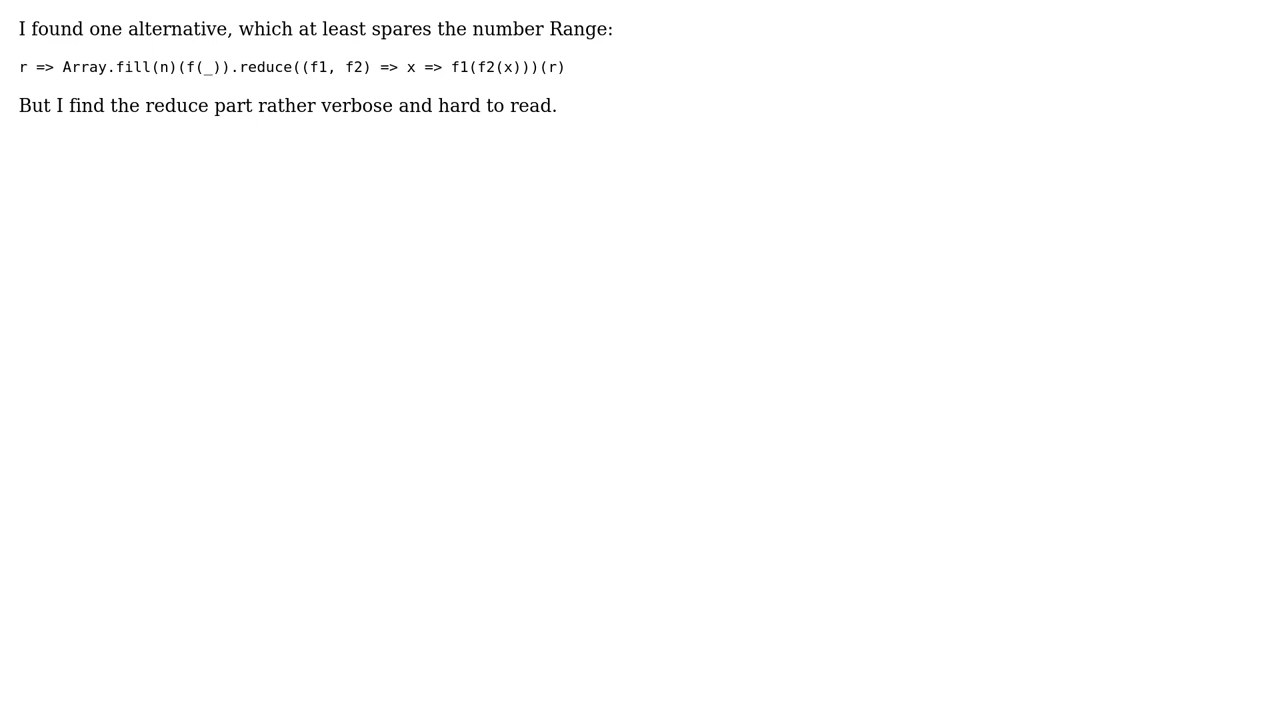 I found one alternative, which at least spares the number Range:
r => Array.fill(n)(f(_)).reduce((f1, f2) => x => f1(f2(x)))(r)
But I find the reduce part rather verbose and hard to read.